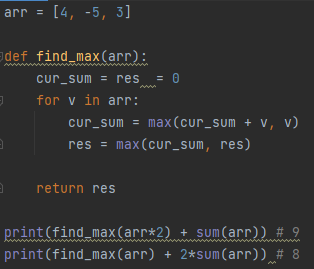 arr = [4, -5, 3]
def find_max(arr):
    cur_sum = res  = 0
    for v in arr:
        cur_sum = max(cur_sum + v, v)
        res = max(cur_sum, res)
    return res
print(find_max(arr*2) + sum(arr)) # 9
print(find_max(arr) + 2*sum(arr)) # 8